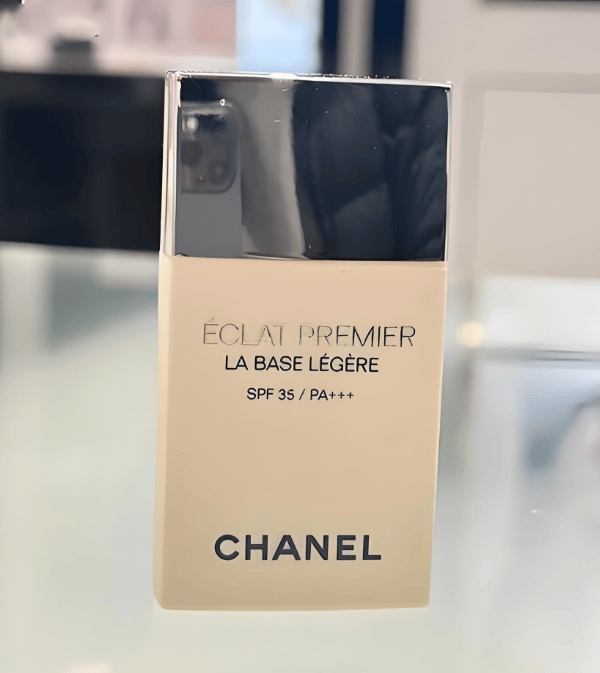 ÉCLAT PREMIER
LA BASE LÉGÈRE
SPF 35 / PA+++
CHANEL